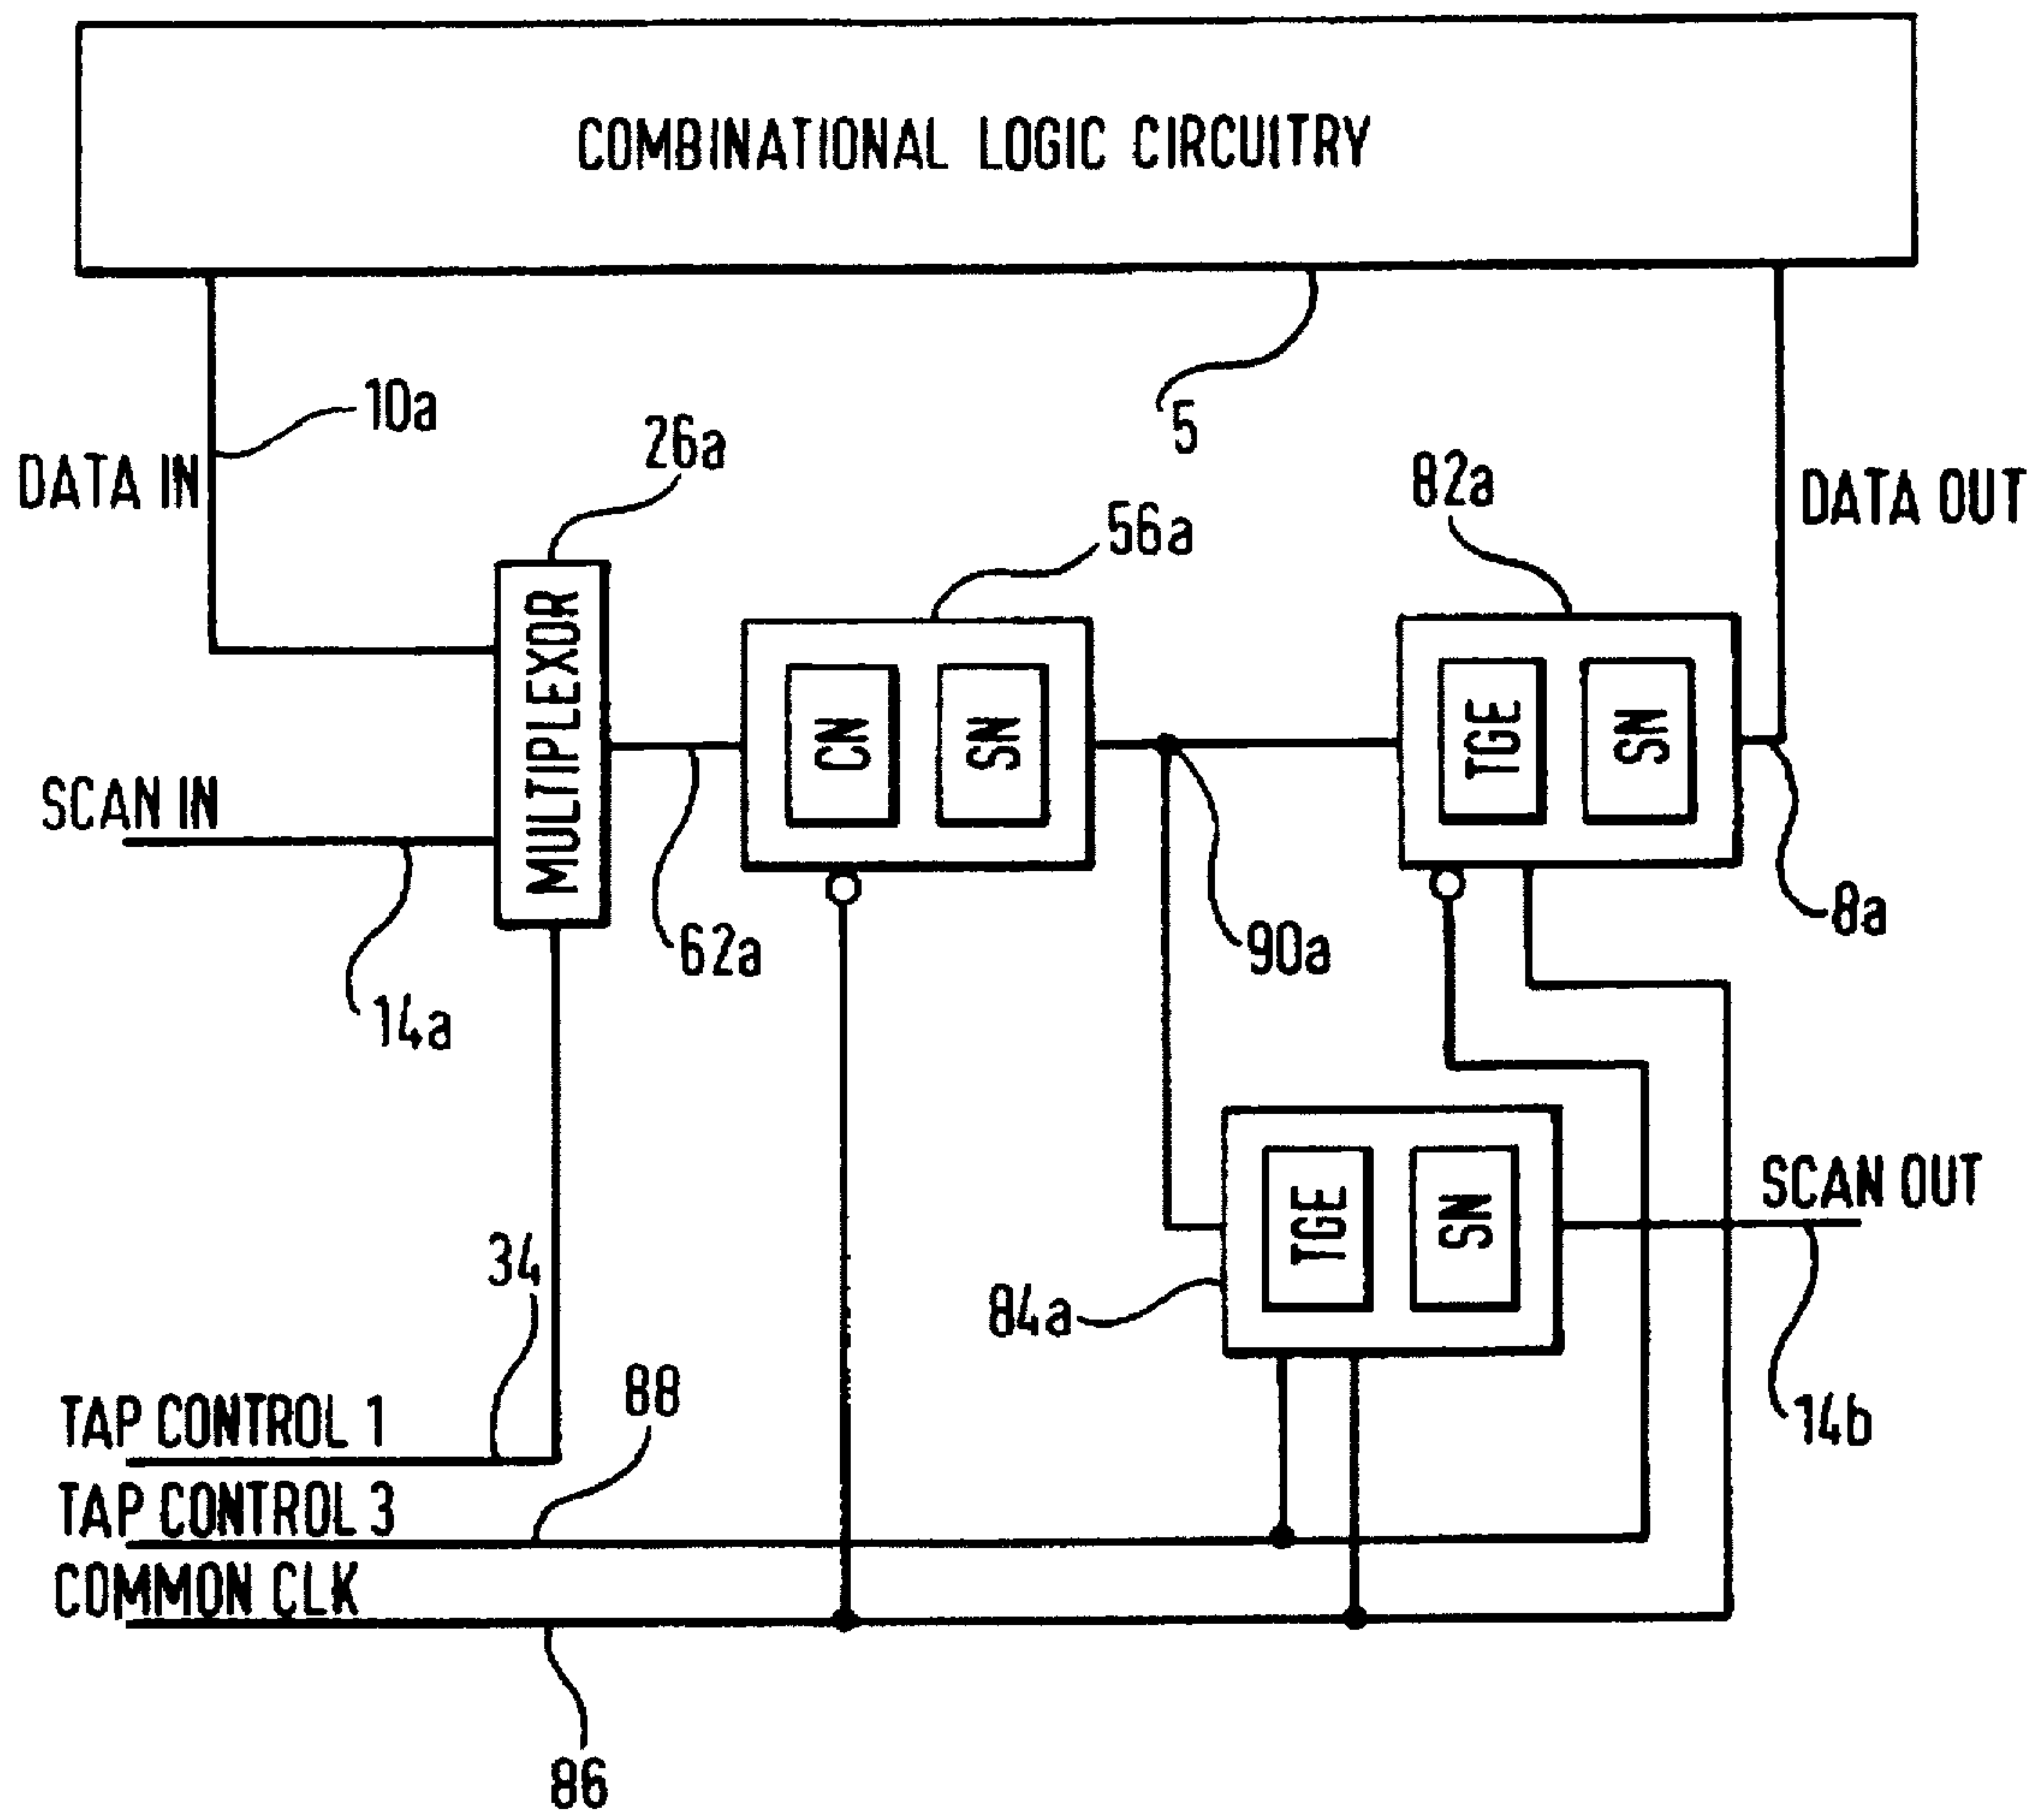 COMBINATIONAL LOGIC CIRCUITRY
10a
5
DATA IN
26a
56a
82a
DATA OUT
MULTIPLEXOR
CN
SN
TGE
SN
SCAN IN
14a
62a
90a
8a
TGE
SN
SCAN OUT
84a
14b
34
88
TAP CONTROL 1
TAP CONTROL 3
COMMON CLK
86